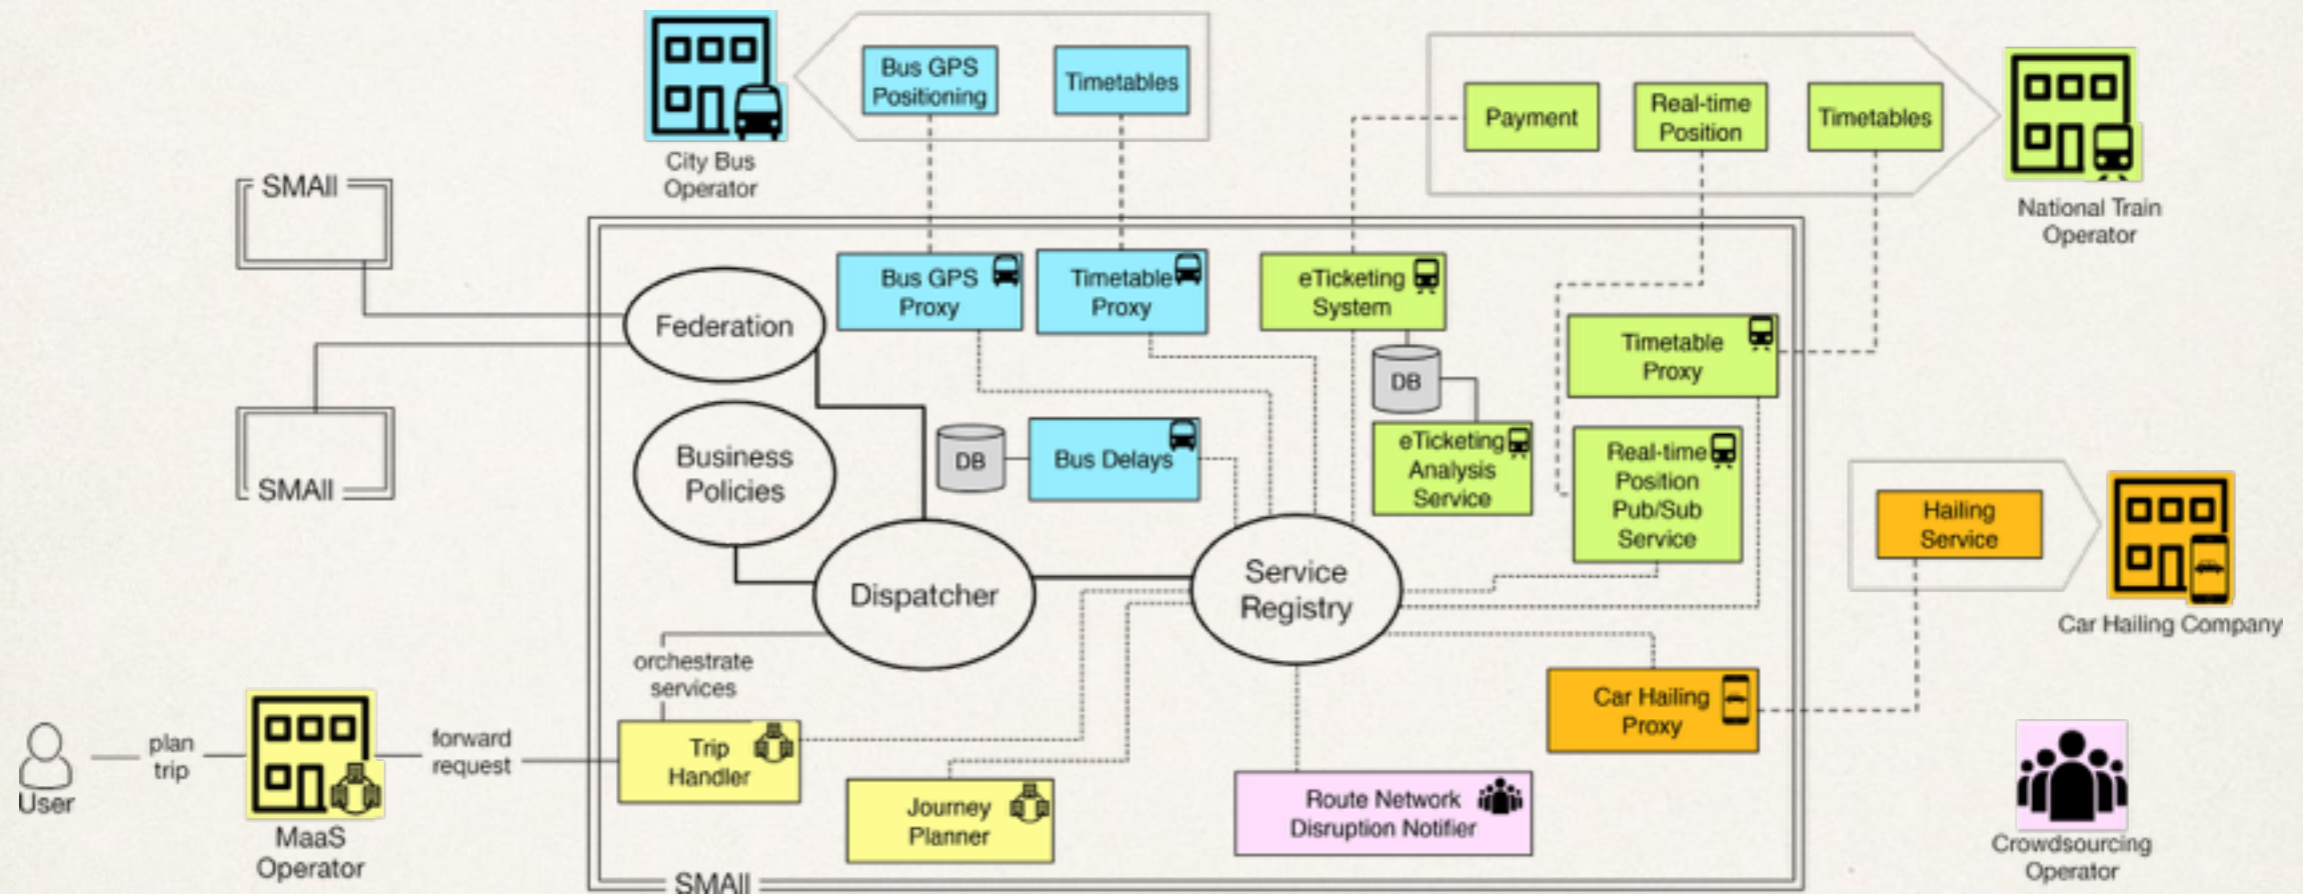 Bus GPS
Positioning
Timetables
City Bus
Operator
Payment
Real-time
Position
Timetables
National Train
Operator
SMAll
SMAll
Federation
Business
Policies
Dispatcher
Service
Registry
Bus GPS
Proxy
Timetable
Proxy
eTicketing
System
DB
Timetable
Proxy
DB
Bus Delays
eTicketing
Analysis
Service
Real-time
Position
Pub/Sub
Service
Hailing
Service
Car Hailing Company
orchestrate
services
Car Hailing
Proxy
User
plan
trip
MaaS
Operator
forward
request
Trip
Handler
Journey
Planner
Route Network
Disruption Notifier
Crowdsourcing
Operator
SMAll